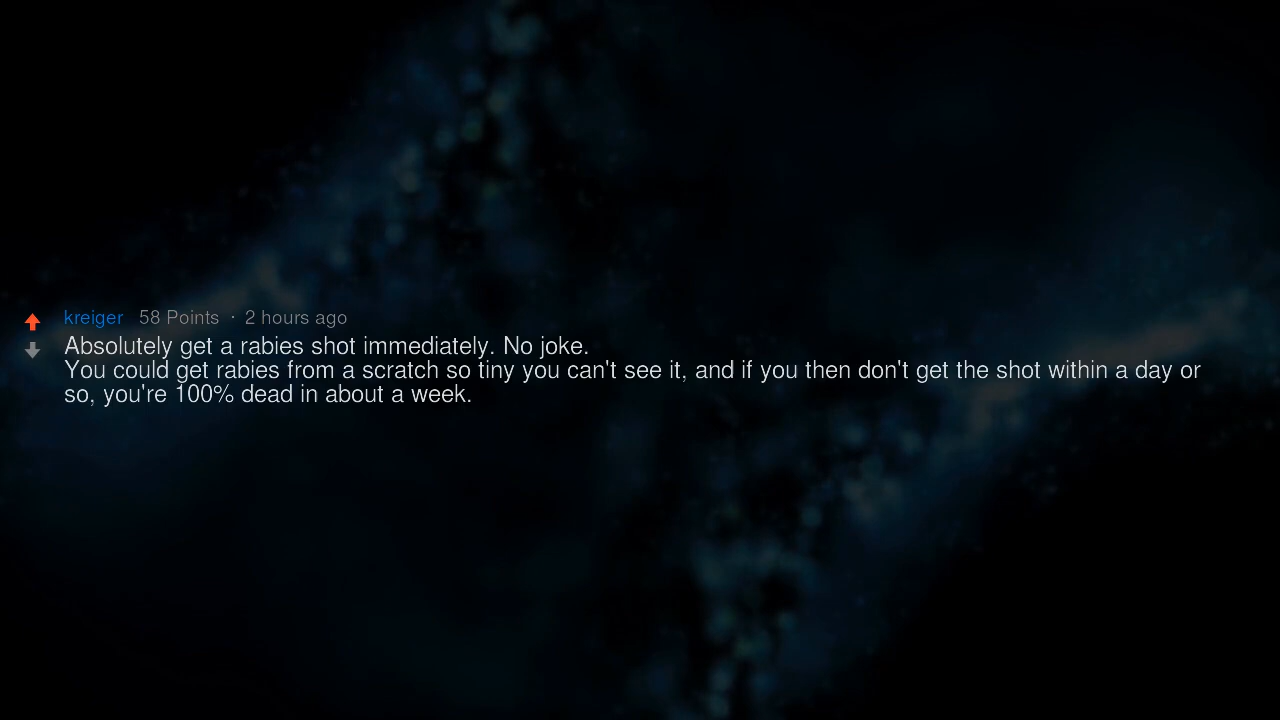 kreiger 58 Points · 2 hours ago
Absolutely get a rabies shot immediately. No joke.
You could get rabies from a scratch so tiny you can't see it, and if you then don't get the shot within a day or
so, you're 100% dead in about a week.